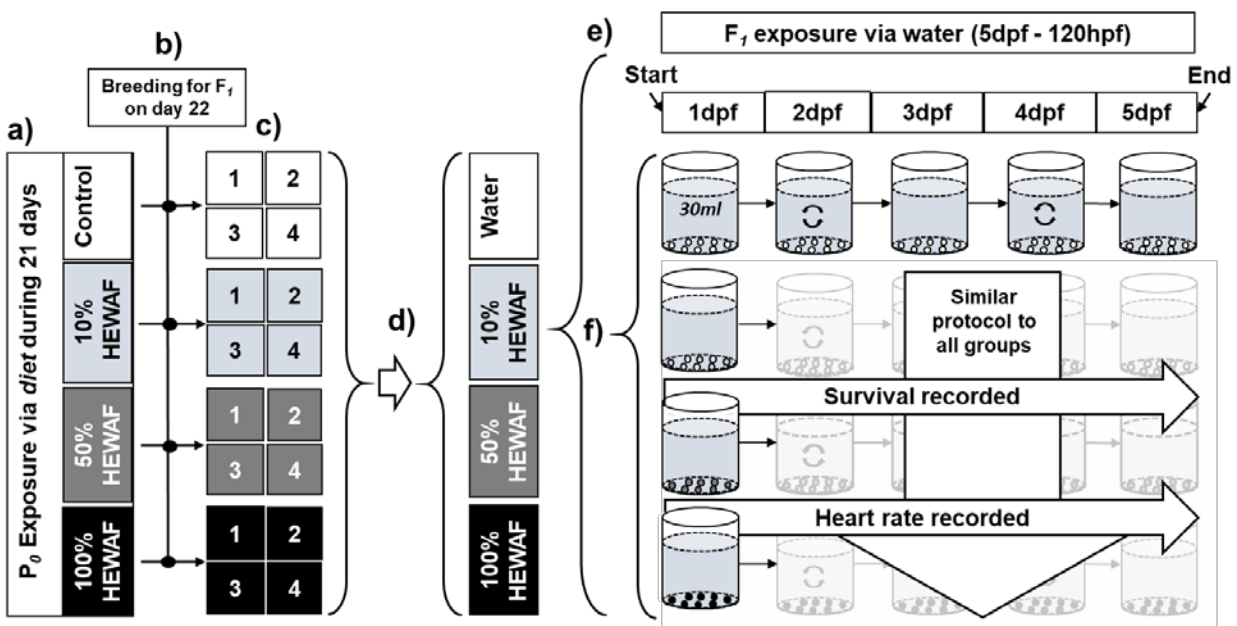 b)
Breeding for F1
on day 22
a)
c)
P0 Exposure via diet during 21 days
Control
10%
HEWAF
50%
HEWAF
100%
HEWAF
1 2
3 4
1 2
3 4
1 2
3 4
1 2
3 4
d)
Water
10%
HEWAF
50%
HEWAF
100%
HEWAF
e)
F1 exposure via water (5dpf - 120hpf)
Start
End
1dpf 2dpf 3dpf 4dpf 5dpf
30ml
f)
Similar
protocol to
all groups
Survival recorded
Heart rate recorded